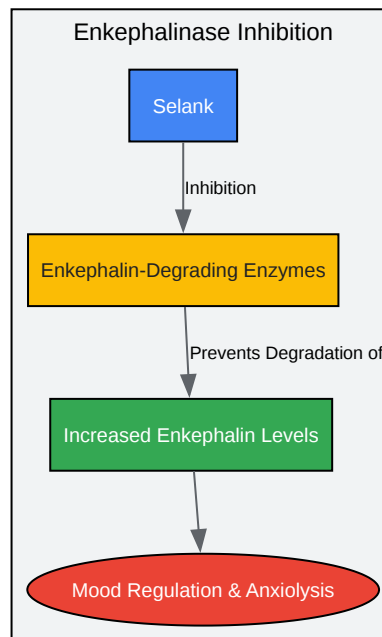 Enkephalinase Inhibition
Selank
Inhibition
Enkephalin-Degrading Enzymes
Prevents Degradation of
Increased Enkephalin Levels
Mood Regulation & Anxiolysis